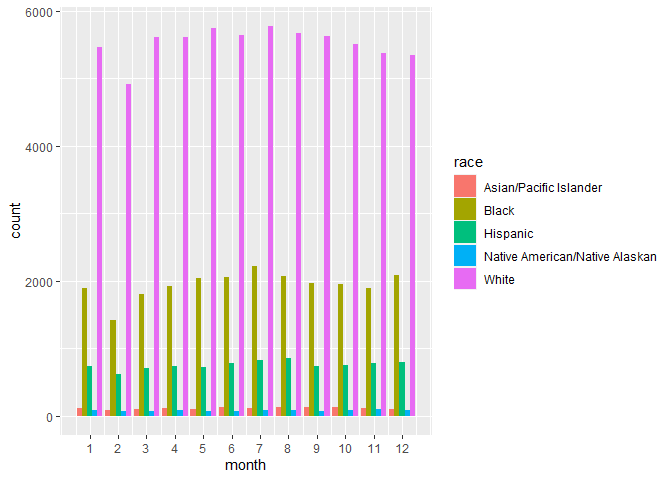 6000
4000
2000
0
count
1 2 3 4 5 6 7 8 9 10 11 12
month
race
Asian/Pacific Islander
Black
Hispanic
Native American/Native Alaskan
White